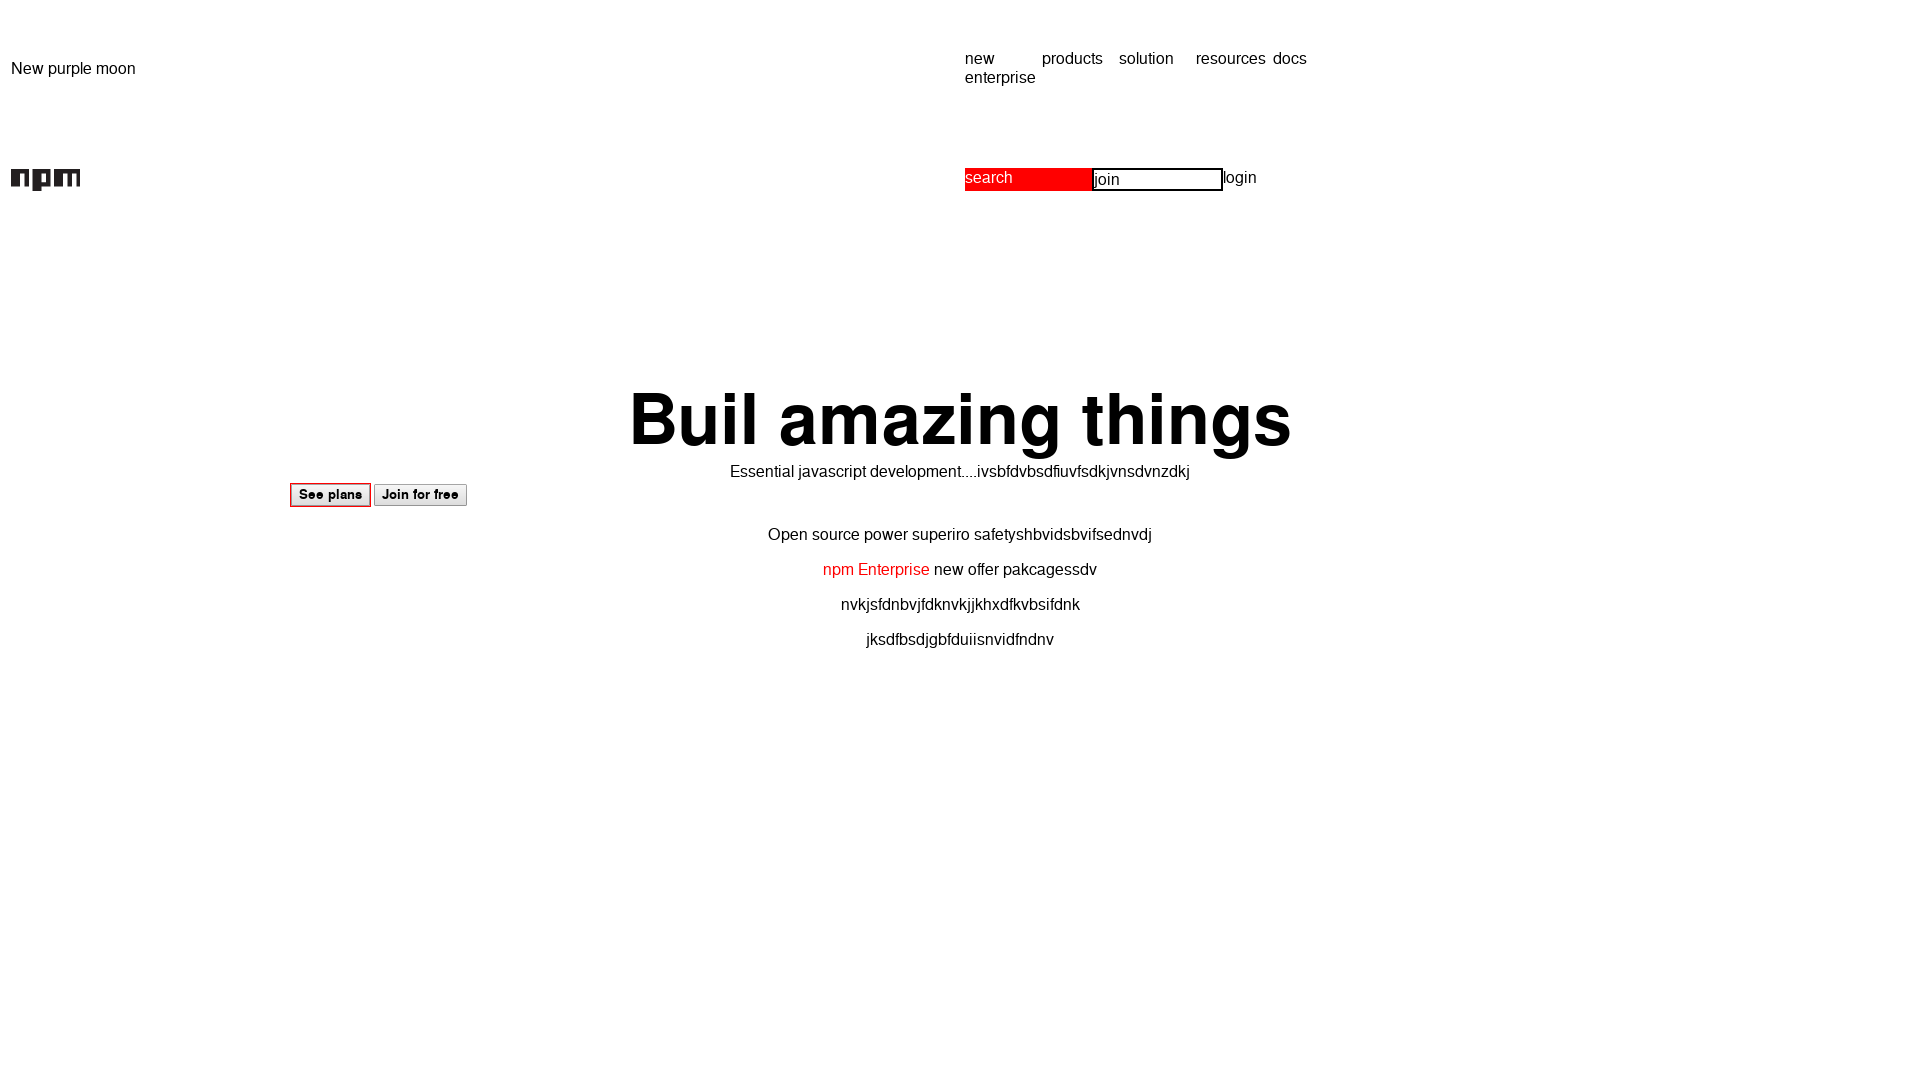 New purple moon
new enterprise
products
solution
resources
docs
npm
search
join
login
Buil amazing things
Essential javascript development....ivsbfdvbsdfiuvfsdkjvnsdvnzdkj
See plans
Join for free
Open source power superiro safetyshbvidsbvifsednvdj
npm Enterprise new offer pakcagessdv
nvkjsfdnbvjfdknvkjjkhxdfkvbsifdnk
jksdfbsdjgbfduiisnvidfndnv